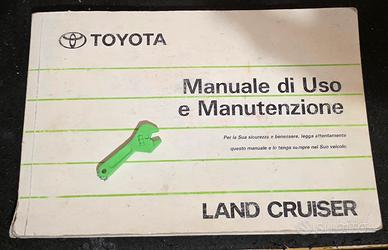 TOYOTA
Manuale di Uso
e Manutenzione
Per la Sua sicurezza e benessere, legga attentamente
questo manuale e lo tenga sempre nel Suo veicolo.
LAND CRUISER